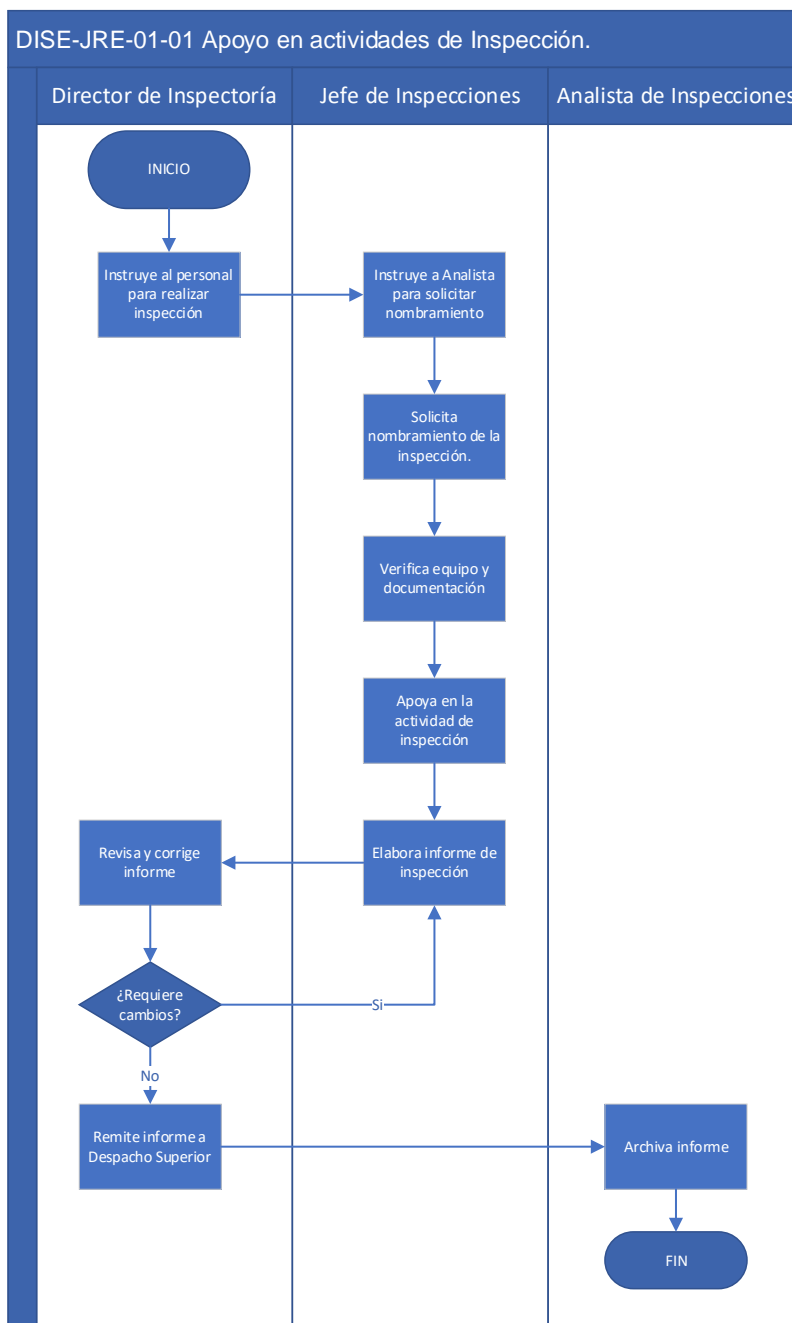 DISE-JRE-01-01 Apoyo en actividades de Inspección.
Director de Inspectoría
Jefe de Inspecciones
Analista de Inspecciones
INICIO
Instruye al personal
para realizar
inspección
Instruye a Analista
para solicitar
nombramiento
Solicita
nombramiento de la
inspección.
Verifica equipo y
documentación
Apoya en la
actividad de
inspección
Revisa y corrige
informe
Elabora informe de
inspección
¿Requiere
cambios?
Si
No
Remite informe a
Despacho Superior
Archiva informe
FIN